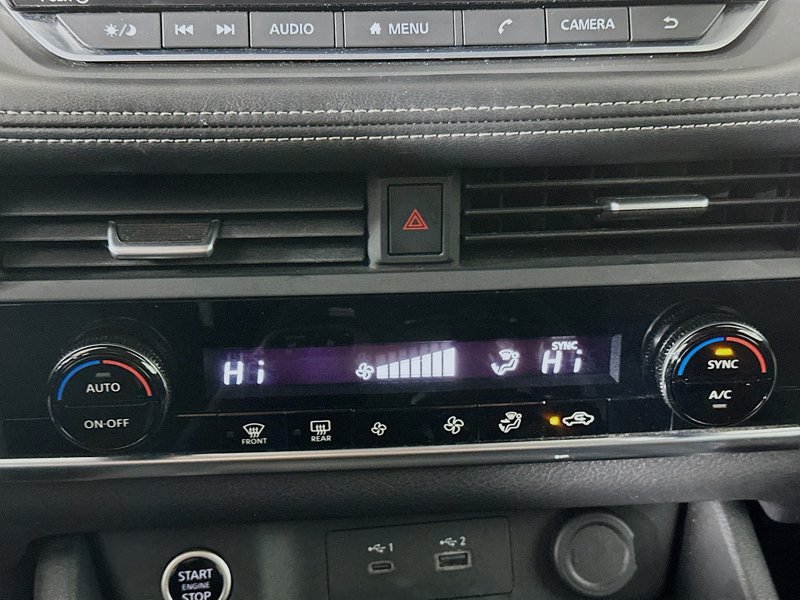 AUDIO MENU CAMERA
Hi SYNC Hi
AUTO
ON·OFF
SYNC
A/C
FRONT REAR
START
ENGINE
STOP
1 2